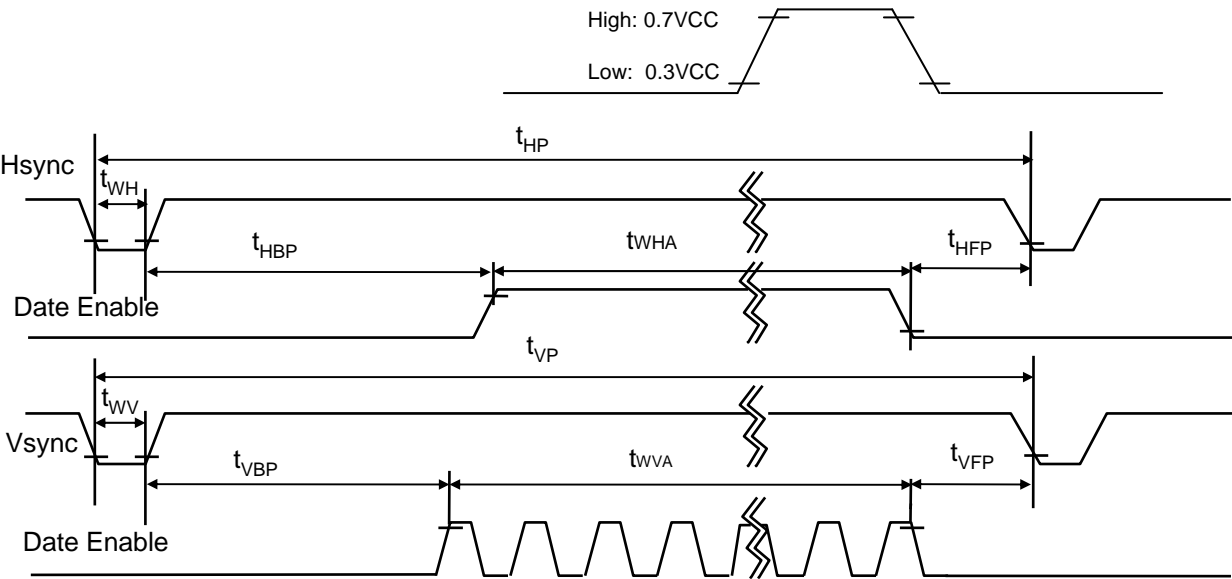 High: 0.7VCC
Low: 0.3VCC
tHP
Hsync
tWH
tHBP
tWHA
tHFP
Date Enable
tVP
tWV
Vsync
tVBP
tWVA
tVFP
Date Enable